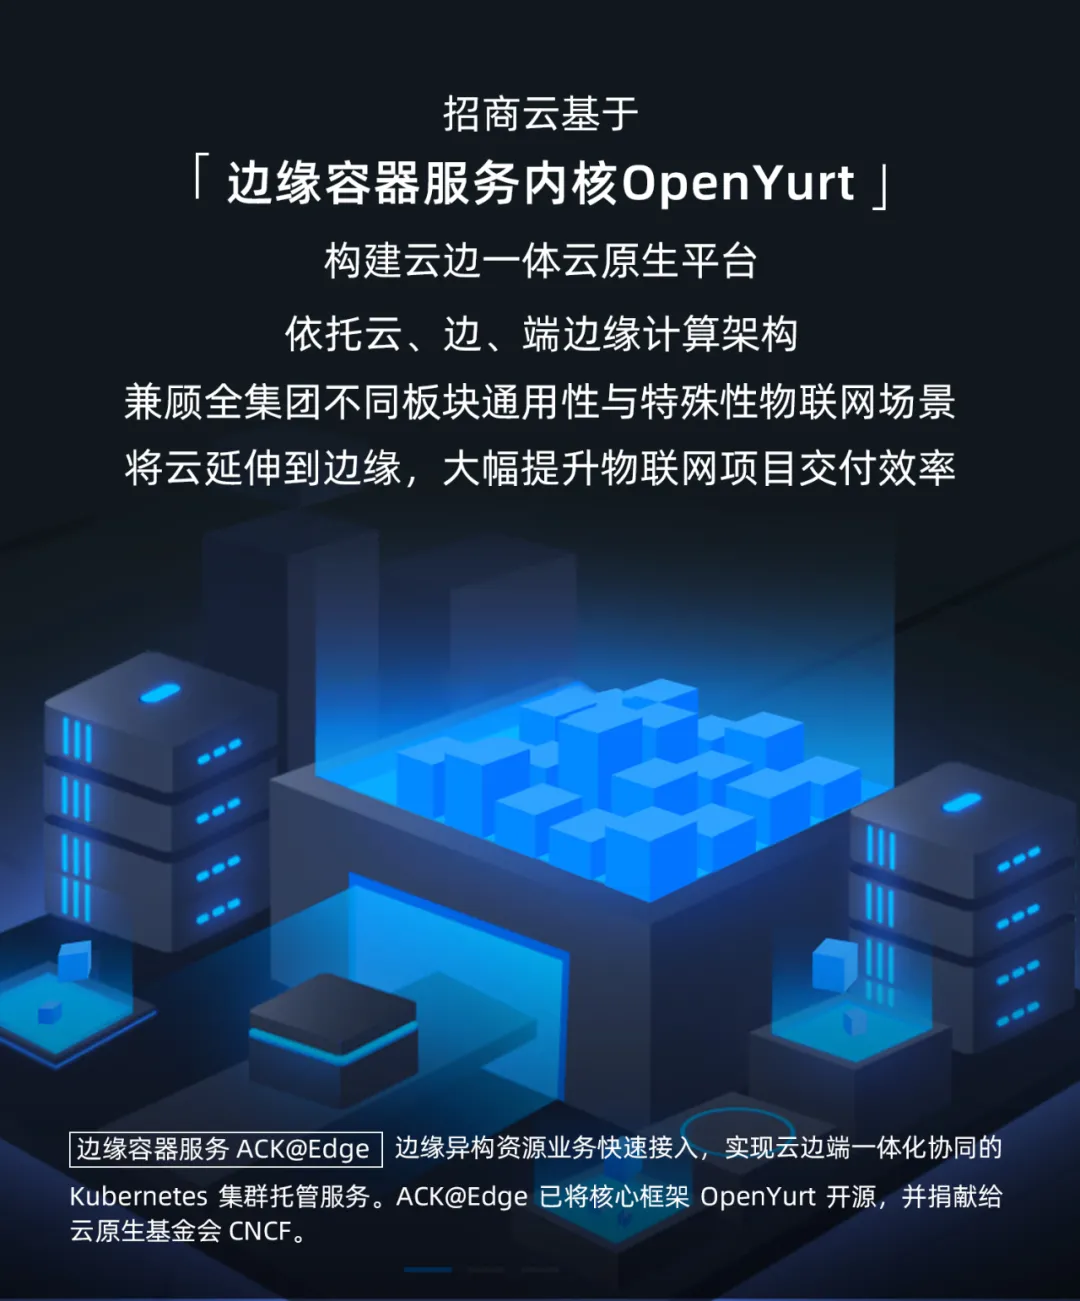 招商云基于
「边缘容器服务内核OpenYurt」
构建云边一体云原生平台
依托云、边、端边缘计算架构
兼顾全集团不同板块通用性与特殊性物联网场景
将云延伸到边缘，大幅提升物联网项目交付效率
边缘容器服务 ACK@Edge 边缘异构资源业务快速接入，实现云边端一体化协同的
Kubernetes 集群托管服务。ACK@Edge 已将核心框架 OpenYurt 开源，并捐献给
云原生基金会 CNCF。